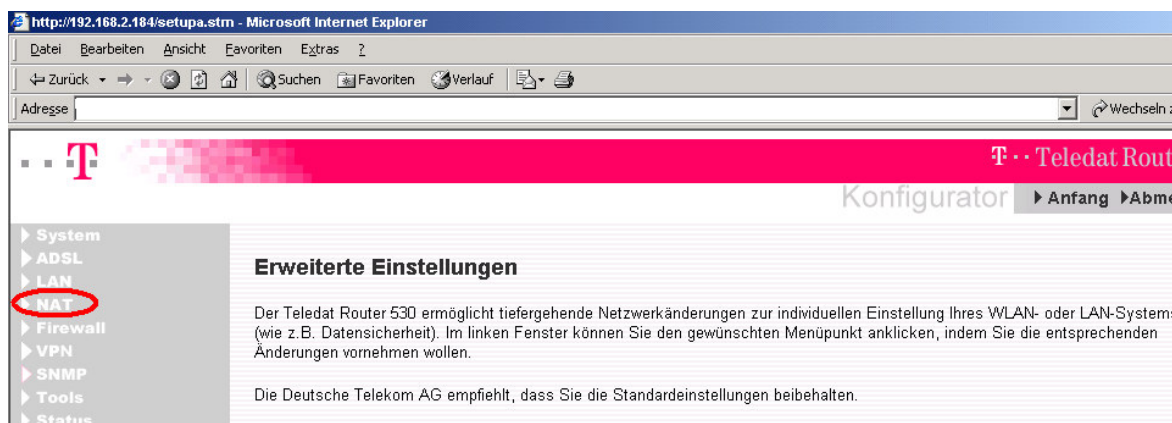 http://192.168.2.184/setupa.stm - Microsoft Internet Explorer
Datei Bearbeiten Ansicht Favoriten Extras ?
Zurück Suchen Favoriten Verlauf
Adresse Wechseln z
T Teledat Rout
Konfigurator Anfang Abme
System
ADSL
LAN
NAT
Firewall
VPN
SNMP
Tools
Status
Erweiterte Einstellungen
Der Teledat Router 530 ermöglicht tiefergehende Netzwerkänderungen zur individuellen Einstellung Ihres WLAN- oder LAN-Systems
(wie z.B. Datensicherheit). Im linken Fenster können Sie den gewünschten Menüpunkt anklicken, indem Sie die entsprechenden
Änderungen vornehmen wollen.
Die Deutsche Telekom AG empfiehlt, dass Sie die Standardeinstellungen beibehalten.